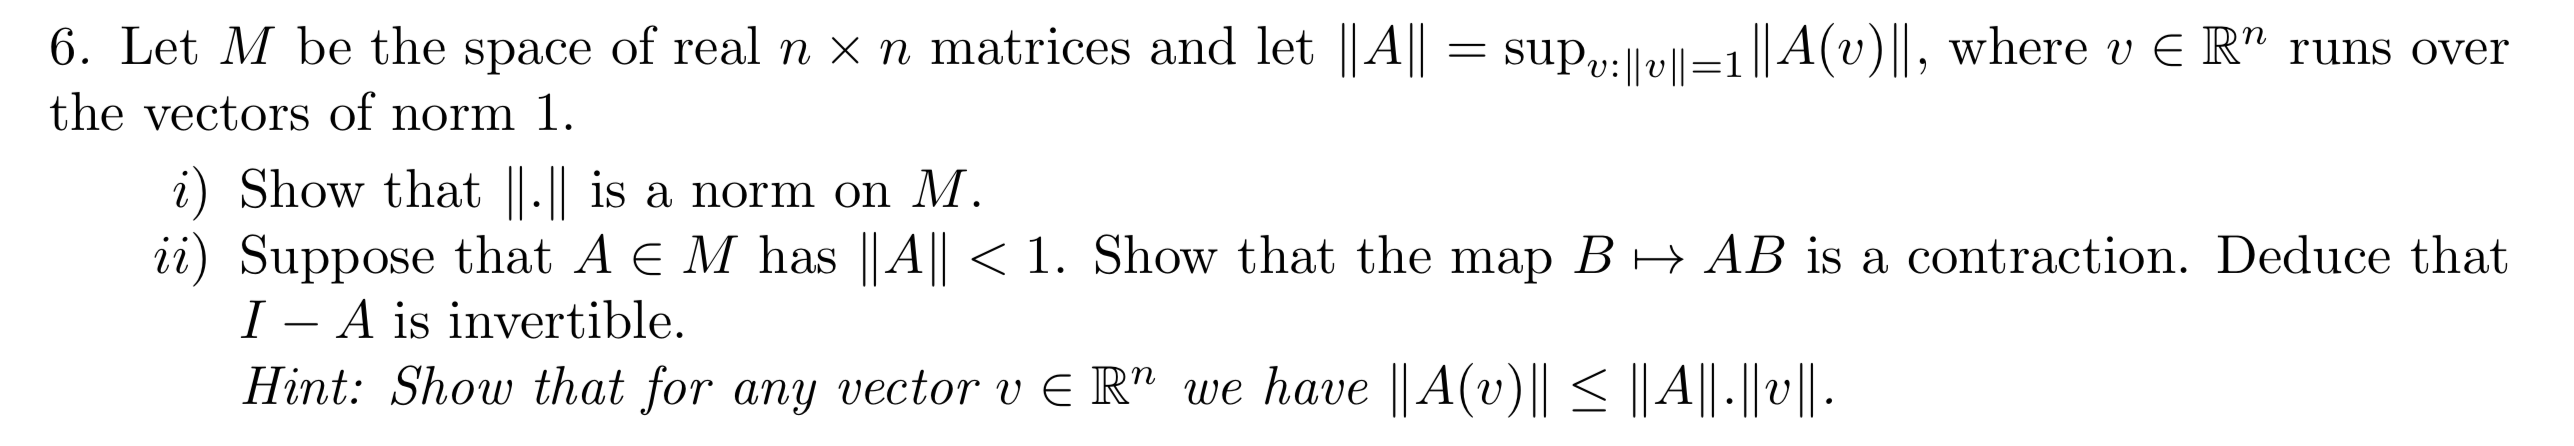 6. Let M be the space of real n × n matrices and let ‖A‖ = sup_{v:‖v‖=1}‖A(v)‖, where v ∈ ℝⁿ runs over
the vectors of norm 1.
i) Show that ‖.‖ is a norm on M.
ii) Suppose that A ∈ M has ‖A‖ < 1. Show that the map B ↦ AB is a contraction. Deduce that
I − A is invertible.
Hint: Show that for any vector v ∈ ℝⁿ we have ‖A(v)‖ ≤ ‖A‖.‖v‖.